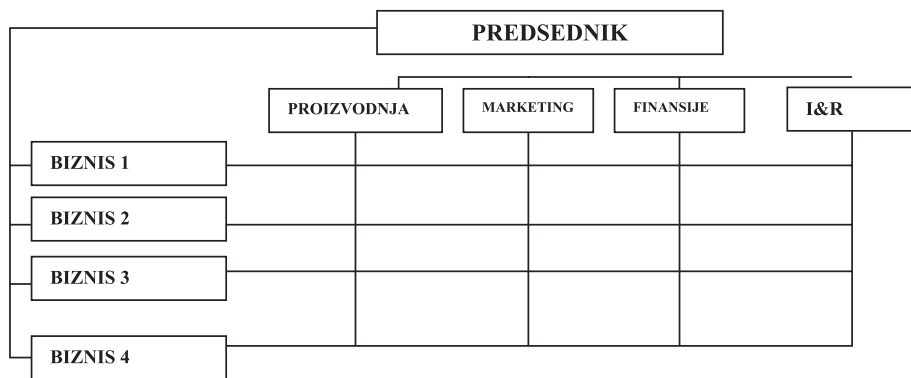 PREDSEDNIK
PROIZVODNJA
MARKETING
FINANSIJE
I&R
BIZNIS 1
BIZNIS 2
BIZNIS 3
BIZNIS 4